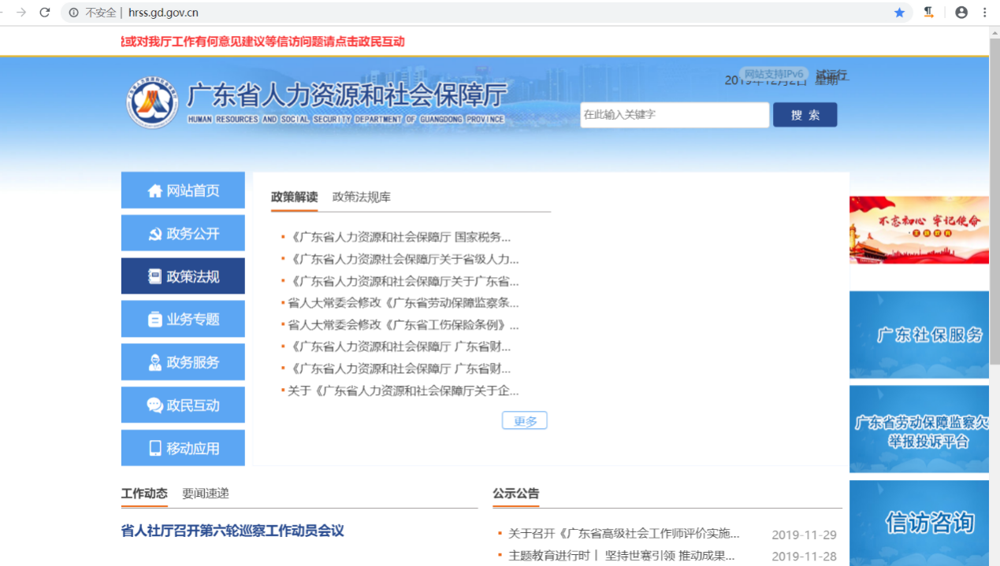 不安全 | hrss.gd.gov.cn
或对我厅工作有何意见建议等信访问题请点击政民互动
广东省人力资源和社会保障厅
HUMAN RESOURCES AND SOCIAL SECURITY DEPARTMENT OF GUANGDONG PROVINCE
网站支持IPv6 试运行
2019年12月2日 星期一
在此输入关键字
搜 索
网站首页
政务公开
政策法规
业务专题
政务服务
政民互动
移动应用
政策解读 政策法规库
《广东省人力资源和社会保障厅 国家税务...
《广东省人力资源社会保障厅关于省级人力...
《广东省人力资源和社会保障厅关于广东省...
省人大常委会修改《广东省劳动保障监察条...
省人大常委会修改《广东省工伤保险条例》...
《广东省人力资源和社会保障厅 广东省财...
《广东省人力资源和社会保障厅 广东省财...
关于《广东省人力资源和社会保障厅关于企...
更多
不忘初心 牢记使命
主题教育
广东社保服务
广东省劳动保障监察欠
举报投诉平台
信访咨询
工作动态 要闻速递
省人社厅召开第六轮巡察工作动员会议
公示公告
关于召开《广东省高级社会工作师评价实施... 2019-11-29
主题教育进行时丨 坚持世赛引领 推动成果... 2019-11-28